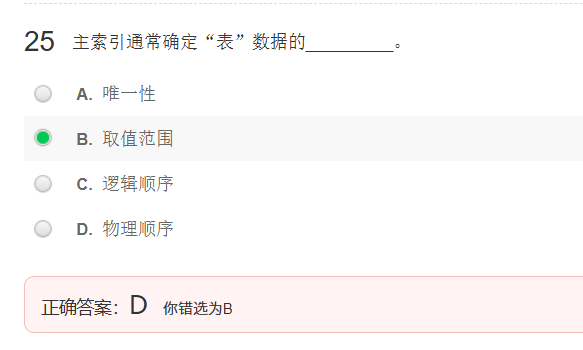 25 主索引通常确定“表”数据的__________。
A. 唯一性
B. 取值范围
C. 逻辑顺序
D. 物理顺序
正确答案：D 你错选为B